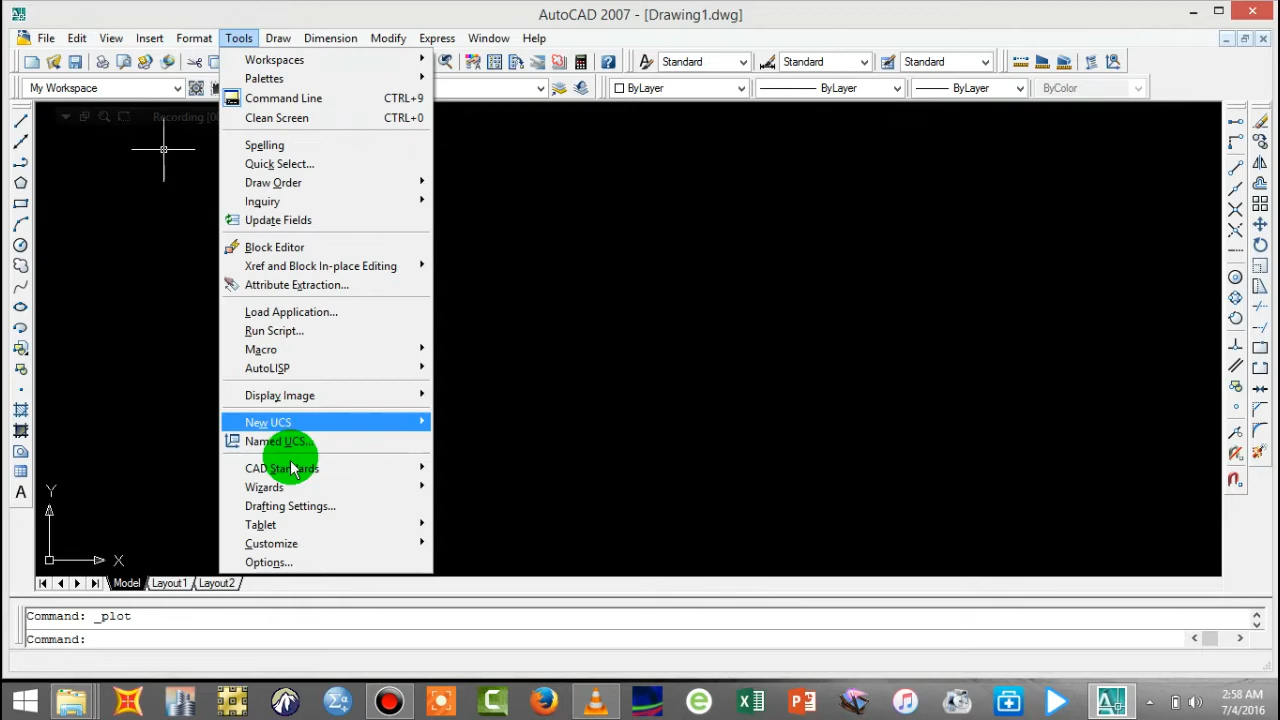 AutoCAD 2007 - [Drawing1.dwg]
File Edit View Insert Format Tools Draw Dimension Modify Express Window Help
Standard Standard Standard
My Workspace ByLayer ByLayer ByLayer ByColor
Recording
Workspaces
Palettes
Command Line CTRL+9
Clean Screen CTRL+0
Spelling
Quick Select...
Draw Order
Inquiry
Update Fields
Block Editor
Xref and Block In-place Editing
Attribute Extraction...
Load Application...
Run Script...
Macro
AutoLISP
Display Image
New UCS
Named UCS...
CAD Standards
Wizards
Drafting Settings...
Tablet
Customize
Options...
A
Y
X
Model Layout1 Layout2
Command: _plot
Command:
2:58 AM
7/4/2016